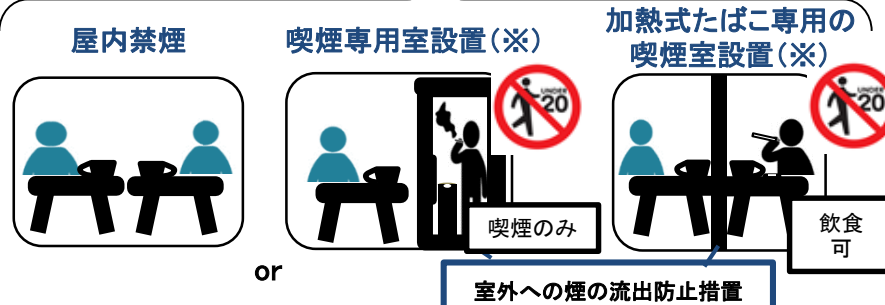 屋内禁煙
喫煙専用室設置(※)
加熱式たばこ専用の
喫煙室設置(※)
UNDER
20
UNDER
20
喫煙のみ
飲食
可
or
室外への煙の流出防止措置